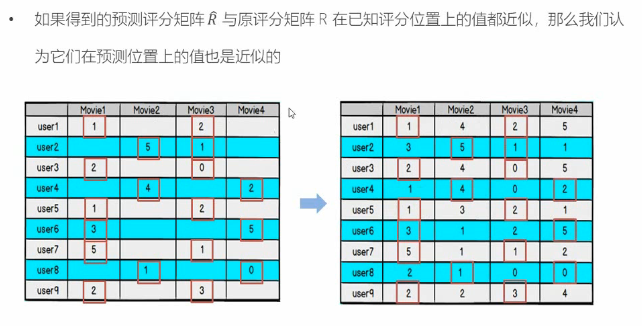 • 如果得到的预测评分矩阵 R̂ 与原评分矩阵 R 在已知评分位置上的值都近似，那么我们认
为它们在预测位置上的值也是近似的
Movie1 Movie2 Movie3 Movie4
user1 1 2
user2 5 1
user3 2 0
user4 4 2
user5 1 2
user6 3 5
user7 5 1
user8 1 0
user9 2 3
Movie1 Movie2 Movie3 Movie4
user1 1 4 2 5
user2 3 5 1 1
user3 2 4 0 5
user4 1 4 0 2
user5 1 3 2 1
user6 3 1 2 5
user7 5 1 1 2
user8 2 1 0 0
user9 2 2 3 4